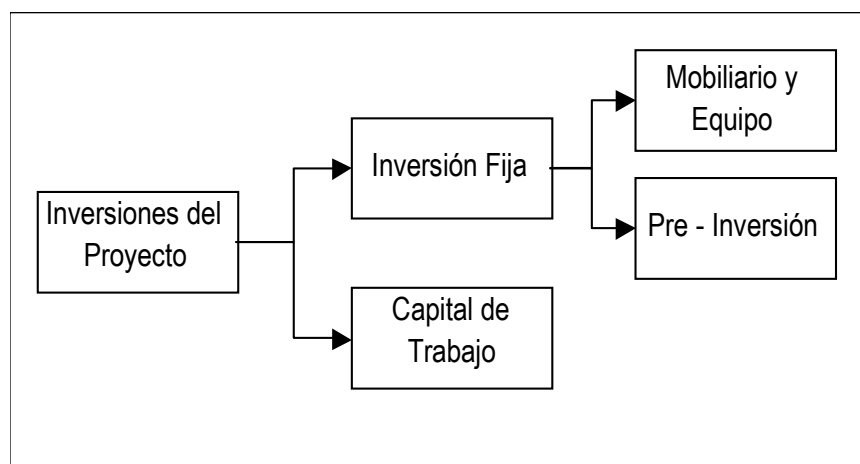 Inversiones del
Proyecto
Inversión Fija
Capital de
Trabajo
Mobiliario y
Equipo
Pre - Inversión